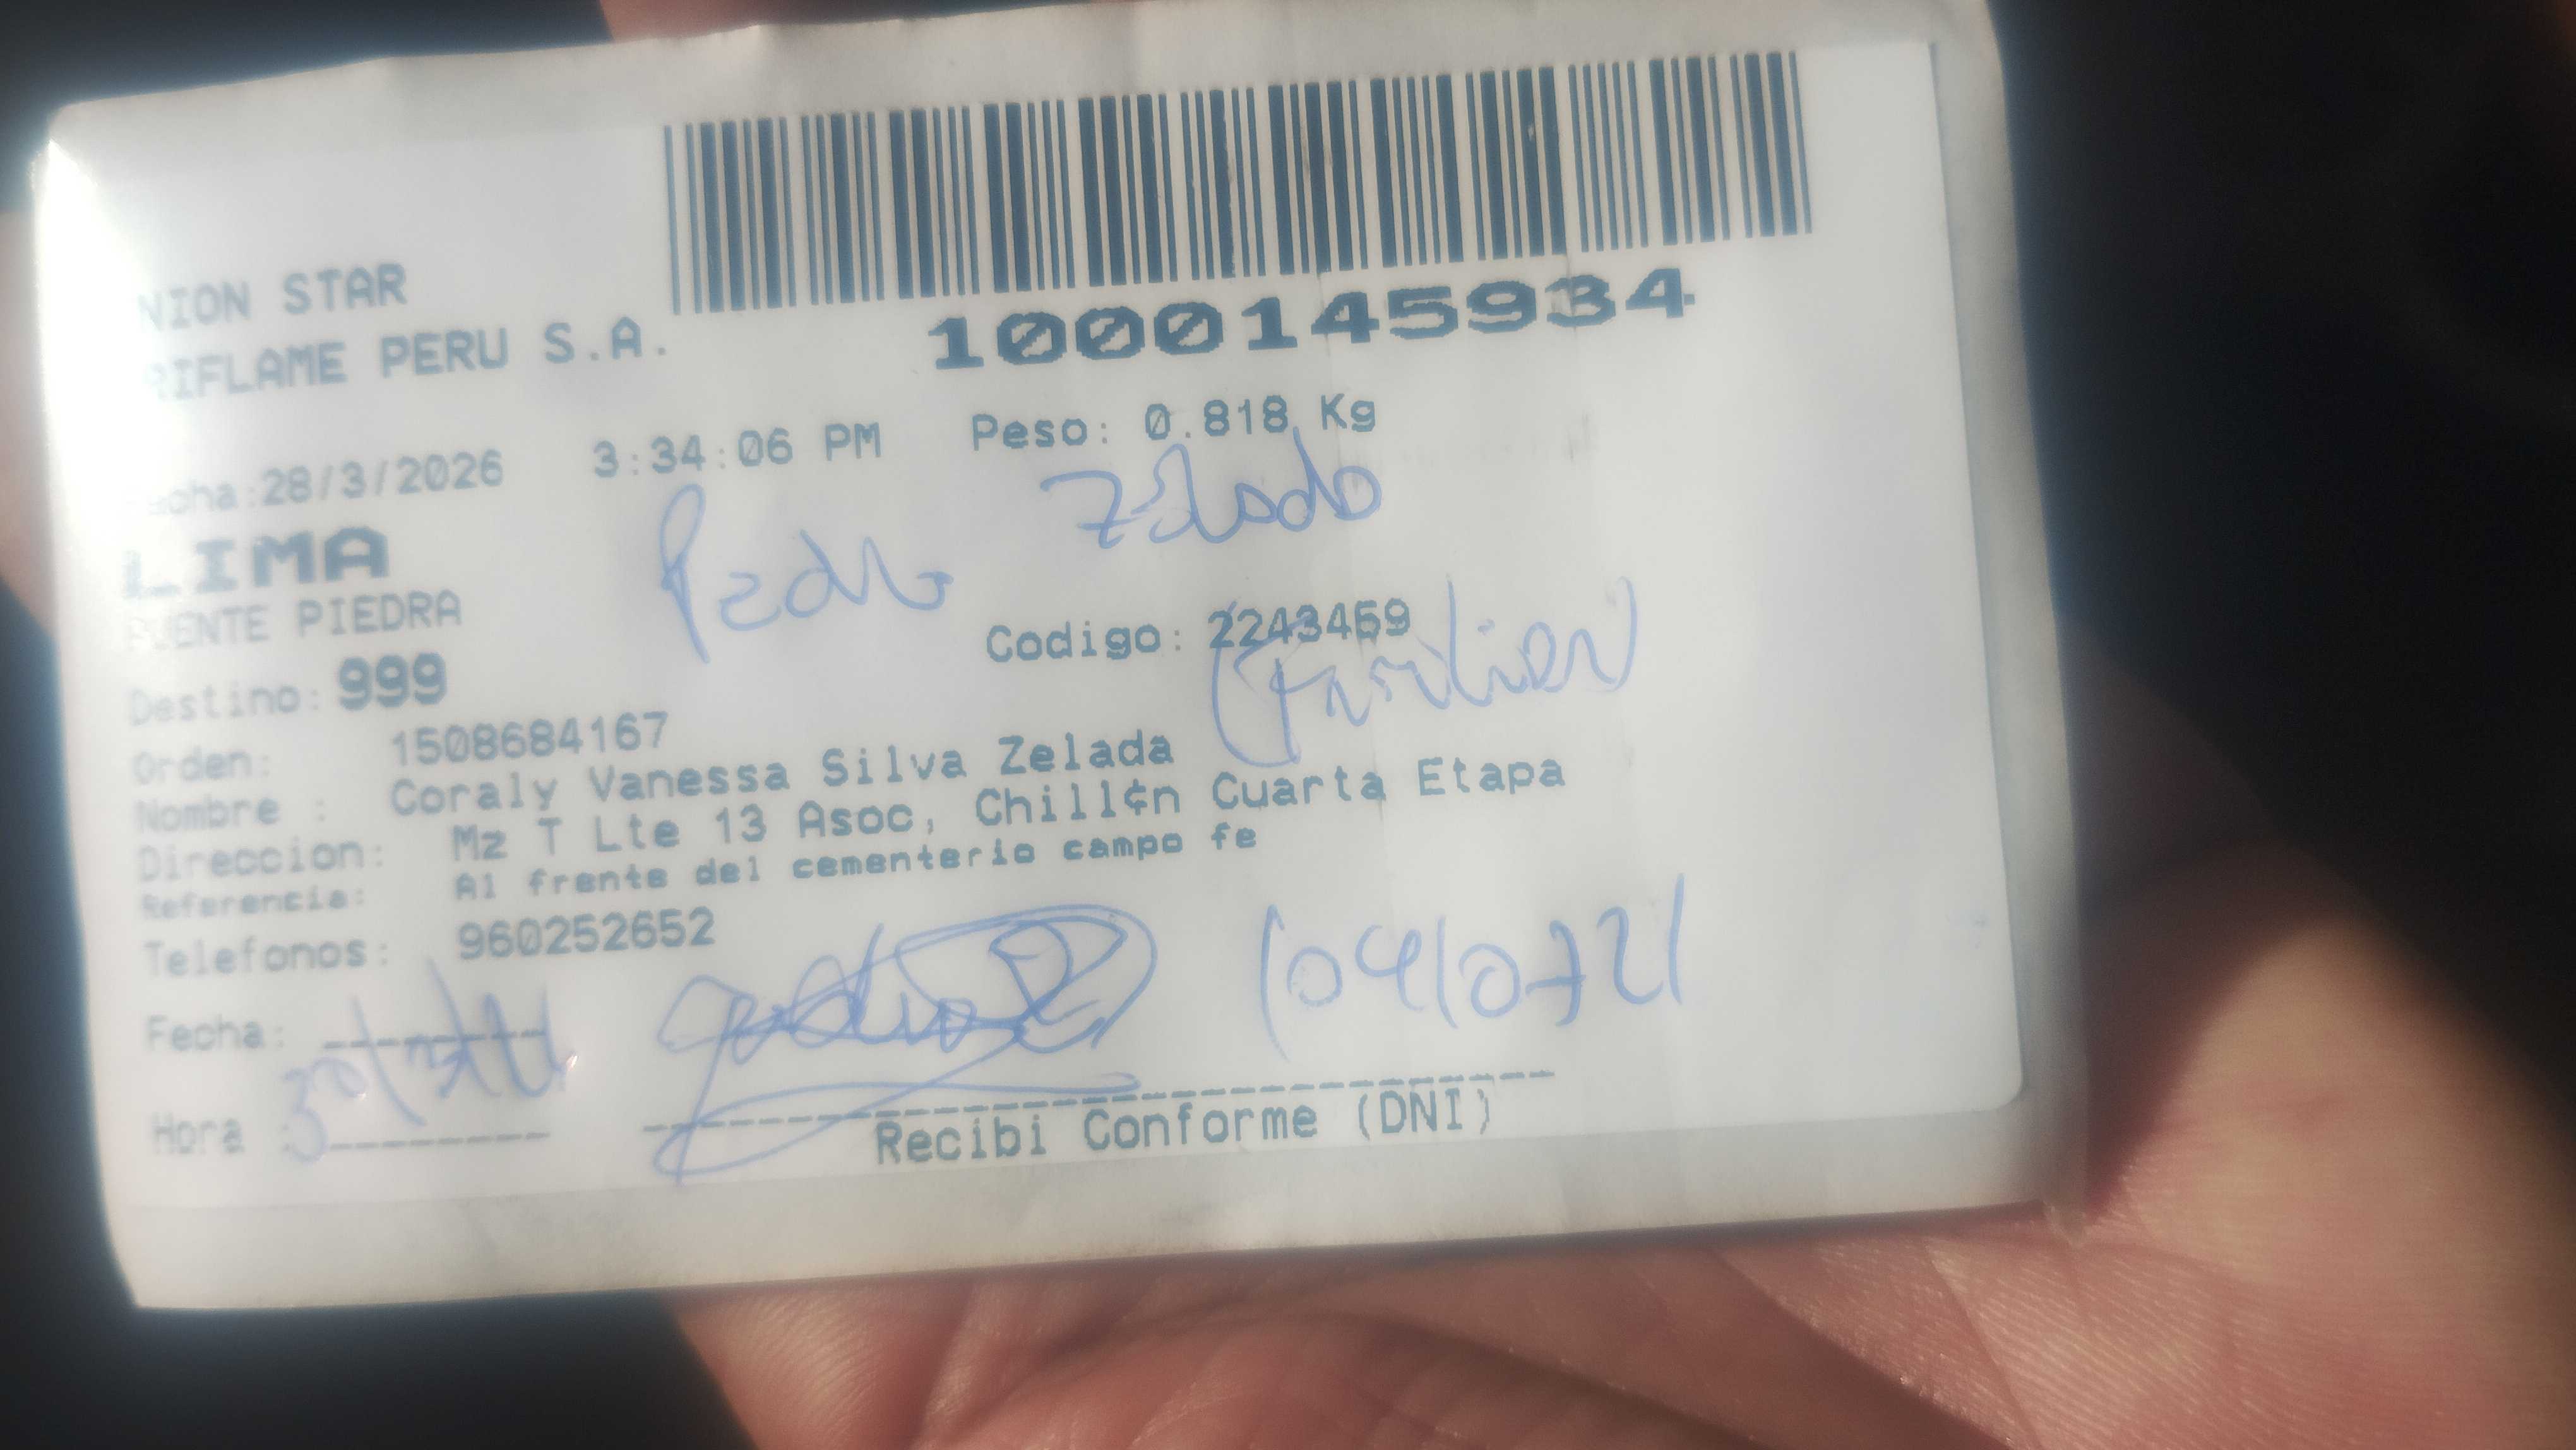 NION STAR
RIFLAME PERU S.A.
1000145934
Fecha:28/3/2026 3:34:06 PM Peso: 0.818 Kg
Pedro Zelada
LIMA
PUENTE PIEDRA
Codigo: 2243469
(Familiar)
Destino: 999
Orden: 1508684167
Nombre : Coraly Vanessa Silva Zelada
Direccion: Mz T Lte 13 Asoc, Chill¢n Cuarta Etapa
Referencia: Al frente del cementerio campo fe
Telefonos: 960252652
Fecha:
Hora :
Recibi Conforme (DNI)